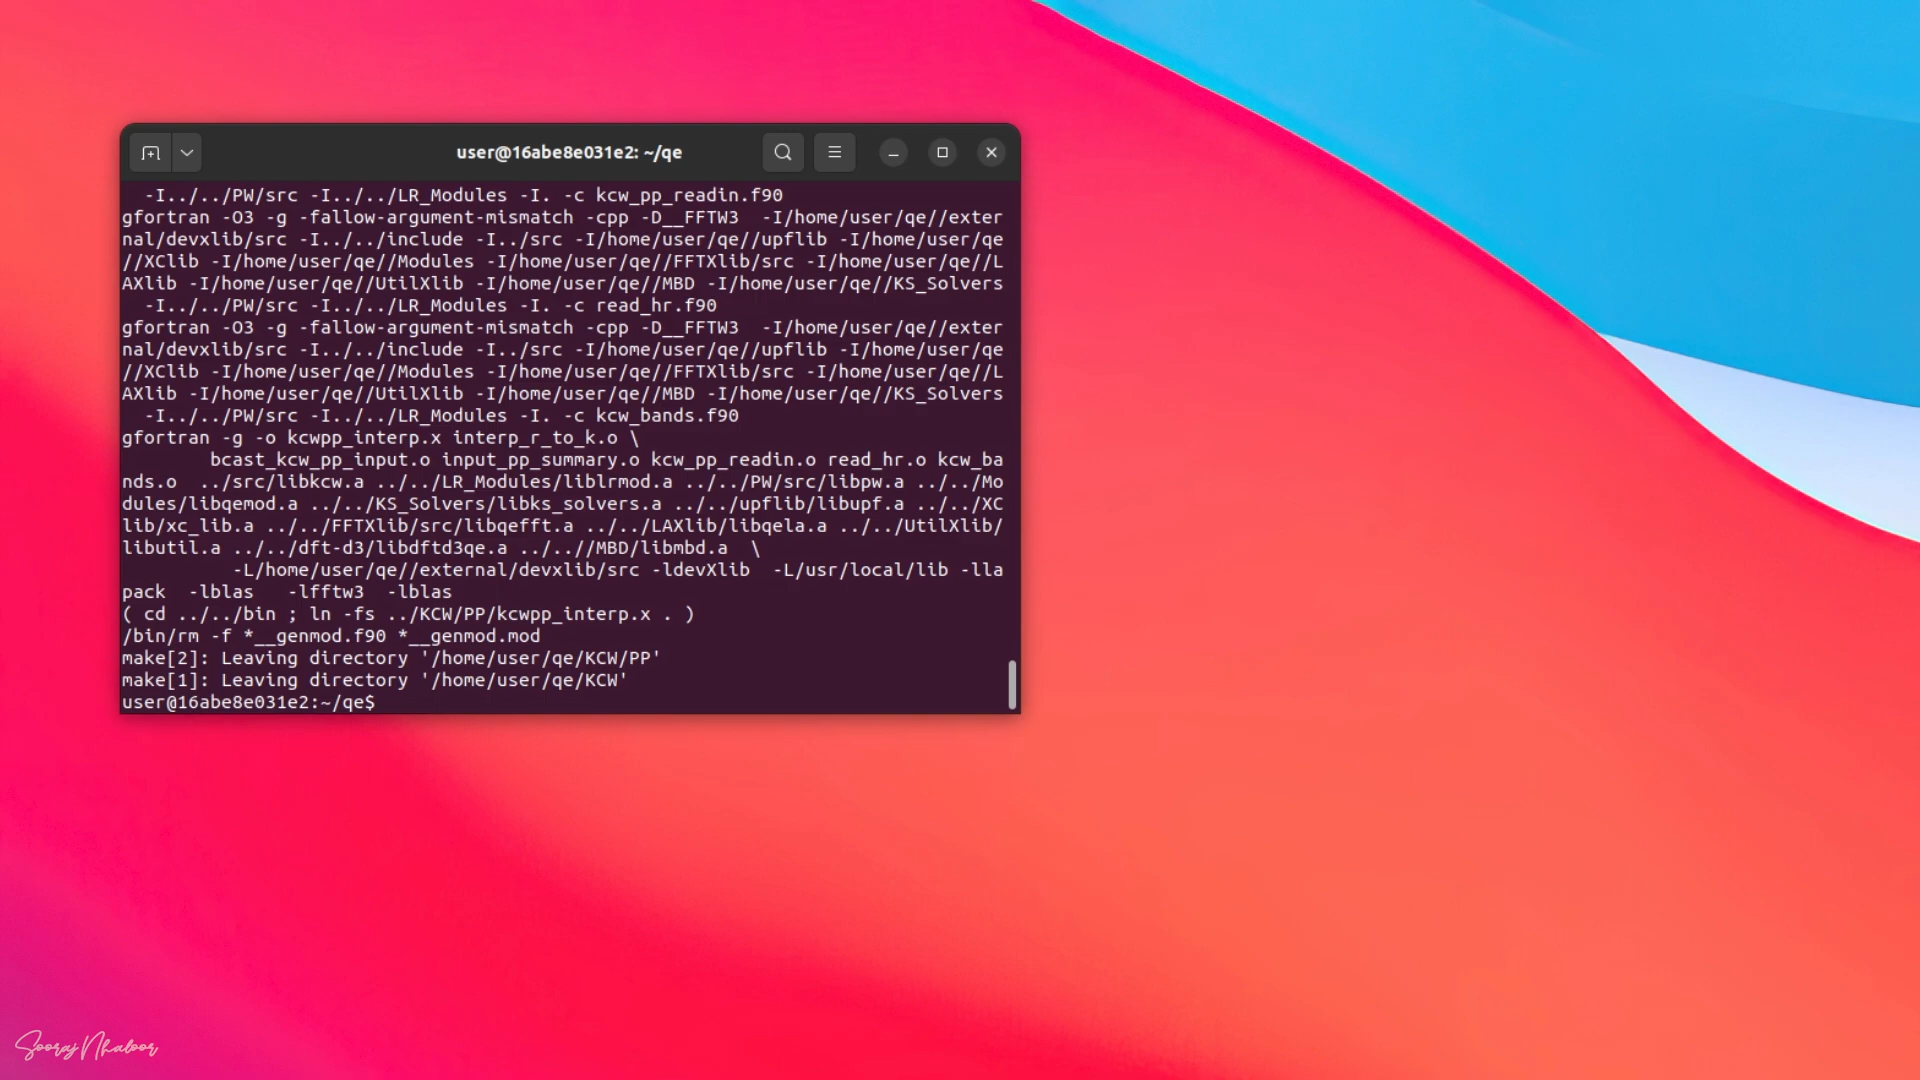 user@16abe8e031e2: ~/qe
-I../../PW/src -I../../LR_Modules -I. -c kcw_pp_readin.f90
gfortran -O3 -g -fallow-argument-mismatch -cpp -D__FFTW3  -I/home/user/qe//exter
nal/devxlib/src -I../../include -I../src -I/home/user/qe//upflib -I/home/user/qe
//XClib -I/home/user/qe//Modules -I/home/user/qe//FFTXlib/src -I/home/user/qe//L
AXlib -I/home/user/qe//UtilXlib -I/home/user/qe//MBD -I/home/user/qe//KS_Solvers
-I../../PW/src -I../../LR_Modules -I. -c read_hr.f90
gfortran -O3 -g -fallow-argument-mismatch -cpp -D__FFTW3  -I/home/user/qe//exter
nal/devxlib/src -I../../include -I../src -I/home/user/qe//upflib -I/home/user/qe
//XClib -I/home/user/qe//Modules -I/home/user/qe//FFTXlib/src -I/home/user/qe//L
AXlib -I/home/user/qe//UtilXlib -I/home/user/qe//MBD -I/home/user/qe//KS_Solvers
-I../../PW/src -I../../LR_Modules -I. -c kcw_bands.f90
gfortran -g -o kcwpp_interp.x interp_r_to_k.o \
bcast_kcw_pp_input.o input_pp_summary.o kcw_pp_readin.o read_hr.o kcw_ba
nds.o  ../src/libkcw.a ../../LR_Modules/liblrmod.a ../../PW/src/libpw.a ../../Mo
dules/libqemod.a ../../KS_Solvers/libks_solvers.a ../../upflib/libupf.a ../../XC
lib/xc_lib.a ../../FFTXlib/src/libqefft.a ../../LAXlib/libqela.a ../../UtilXlib/
libutil.a ../../dft-d3/libdftd3qe.a ../..//MBD/libmbd.a  \
-L/home/user/qe//external/devxlib/src -ldevXlib  -L/usr/local/lib -lla
pack  -lblas   -lfftw3  -lblas
( cd ../../bin ; ln -fs ../KCW/PP/kcwpp_interp.x . )
/bin/rm -f *__genmod.f90 *__genmod.mod
make[2]: Leaving directory '/home/user/qe/KCW/PP'
make[1]: Leaving directory '/home/user/qe/KCW'
user@16abe8e031e2:~/qe$
Sooraj Nhaloor